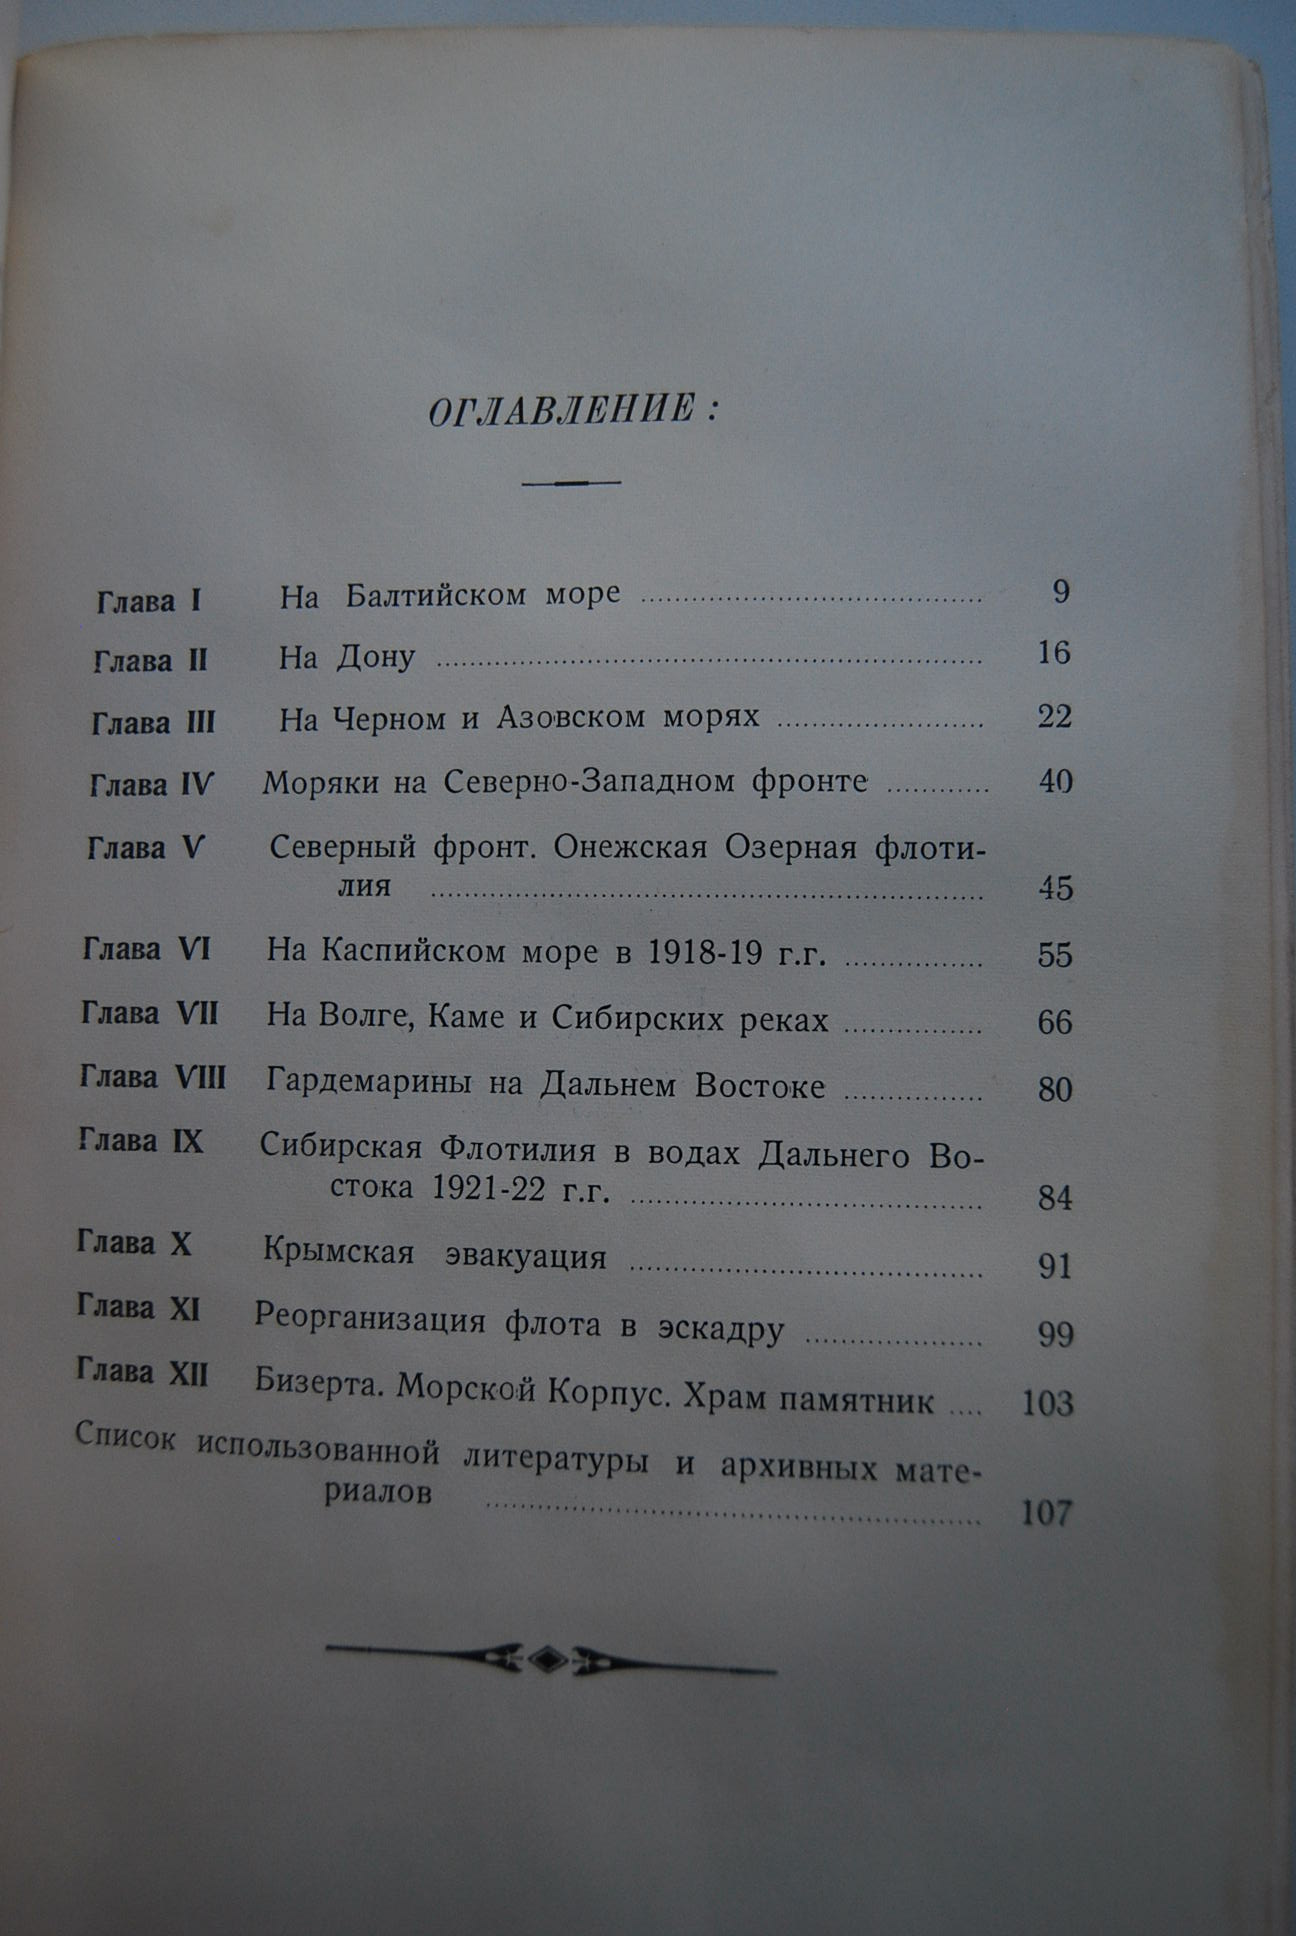 ОГЛАВЛЕНИЕ :
Глава I На Балтийском море ........................................ 9
Глава II На Дону ................................................................ 16
Глава III На Черном и Азовском морях ........................ 22
Глава IV Моряки на Северно-Западном фронте ............ 40
Глава V Северный фронт. Онежская Озерная флоти-
лия ................................................................ 45
Глава VI На Каспийском море в 1918-19 г.г. ................ 55
Глава VII На Волге, Каме и Сибирских реках ................ 66
Глава VIII Гардемарины на Дальнем Востоке ................ 80
Глава IX Сибирская Флотилия в водах Дальнего Во-
стока 1921-22 г.г. ........................................ 84
Глава X Крымская эвакуация ........................................ 91
Глава XI Реорганизация флота в эскадру .................... 99
Глава XII Бизерта. Морской Корпус. Храм памятник .... 103
Список использованной литературы и архивных мате-
риалов ........................................................ 107